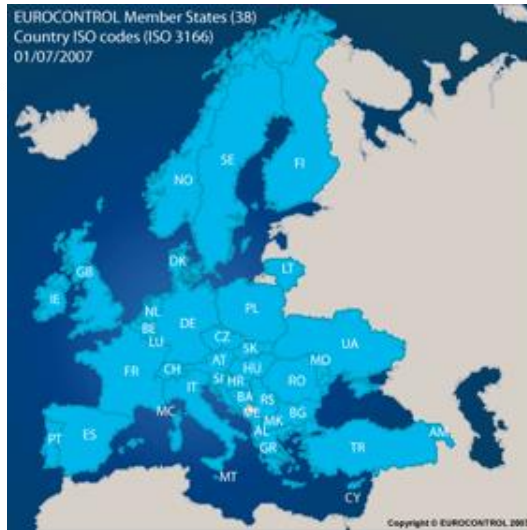 EUROCONTROL Member States (38)
Country ISO codes (ISO 3166)
01/07/2007
NO
SE
FI
DK
LT
IE
GB
NL
BE
LU
DE
PL
CZ
SK
UA
FR
CH
AT
HU
MO
SI
HR
RO
IT
BA
RS
MC
MK
BG
AL
PT
ES
GR
TR
AM
MT
CY
Copyright © EUROCONTROL